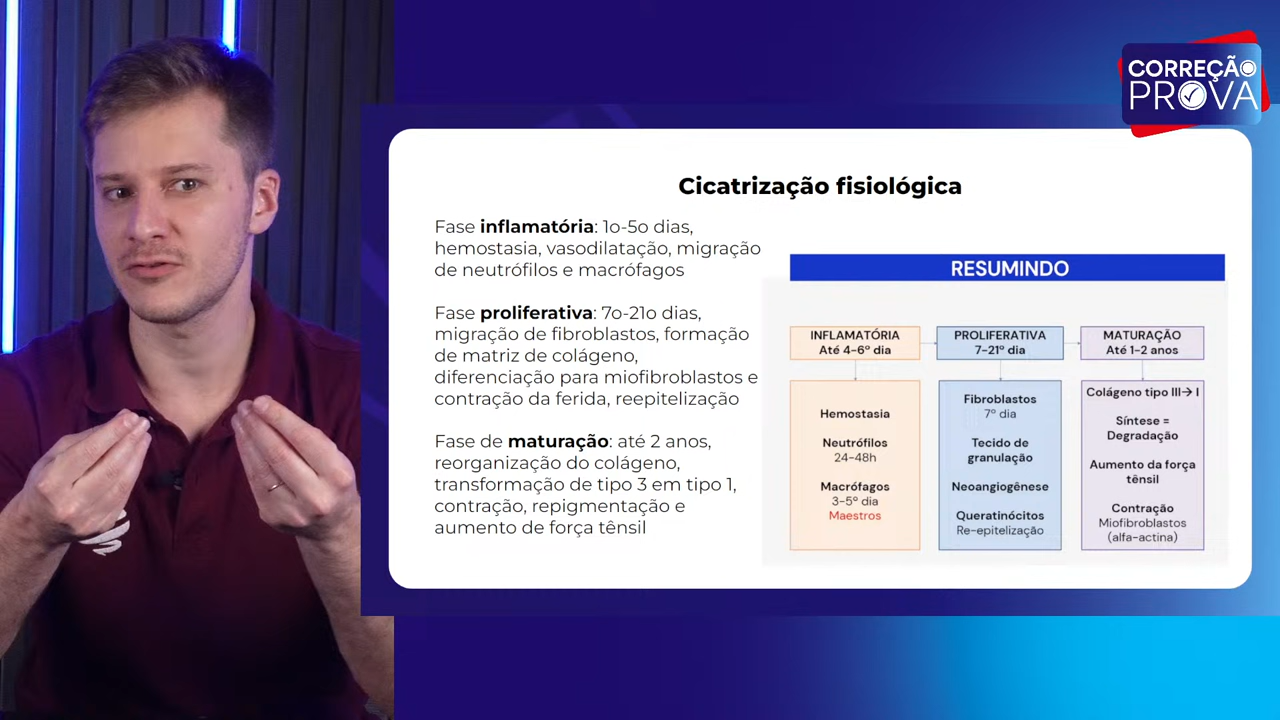 CORREÇÃO
PROVA
Cicatrização fisiológica
Fase inflamatória: 1o-5o dias,
hemostasia, vasodilatação, migração
de neutrófilos e macrófagos
Fase proliferativa: 7o-21o dias,
migração de fibroblastos, formação
de matriz de colágeno,
diferenciação para miofibroblastos e
contração da ferida, reepitelização
Fase de maturação: até 2 anos,
reorganização do colágeno,
transformação de tipo 3 em tipo 1,
contração, repigmentação e
aumento de força tênsil
RESUMINDO
INFLAMATÓRIA
Até 4-6º dia
Hemostasia
Neutrófilos
24-48h
Macrófagos
3-5º dia
Maestros
PROLIFERATIVA
7-21º dia
Fibroblastos
7º dia
Tecido de
granulação
Neoangiogênese
Queratinócitos
Re-epitelização
MATURAÇÃO
Até 1-2 anos
Colágeno tipo III→ I
Síntese =
Degradação
Aumento da força
tênsil
Contração
Miofibroblastos
(alfa-actina)